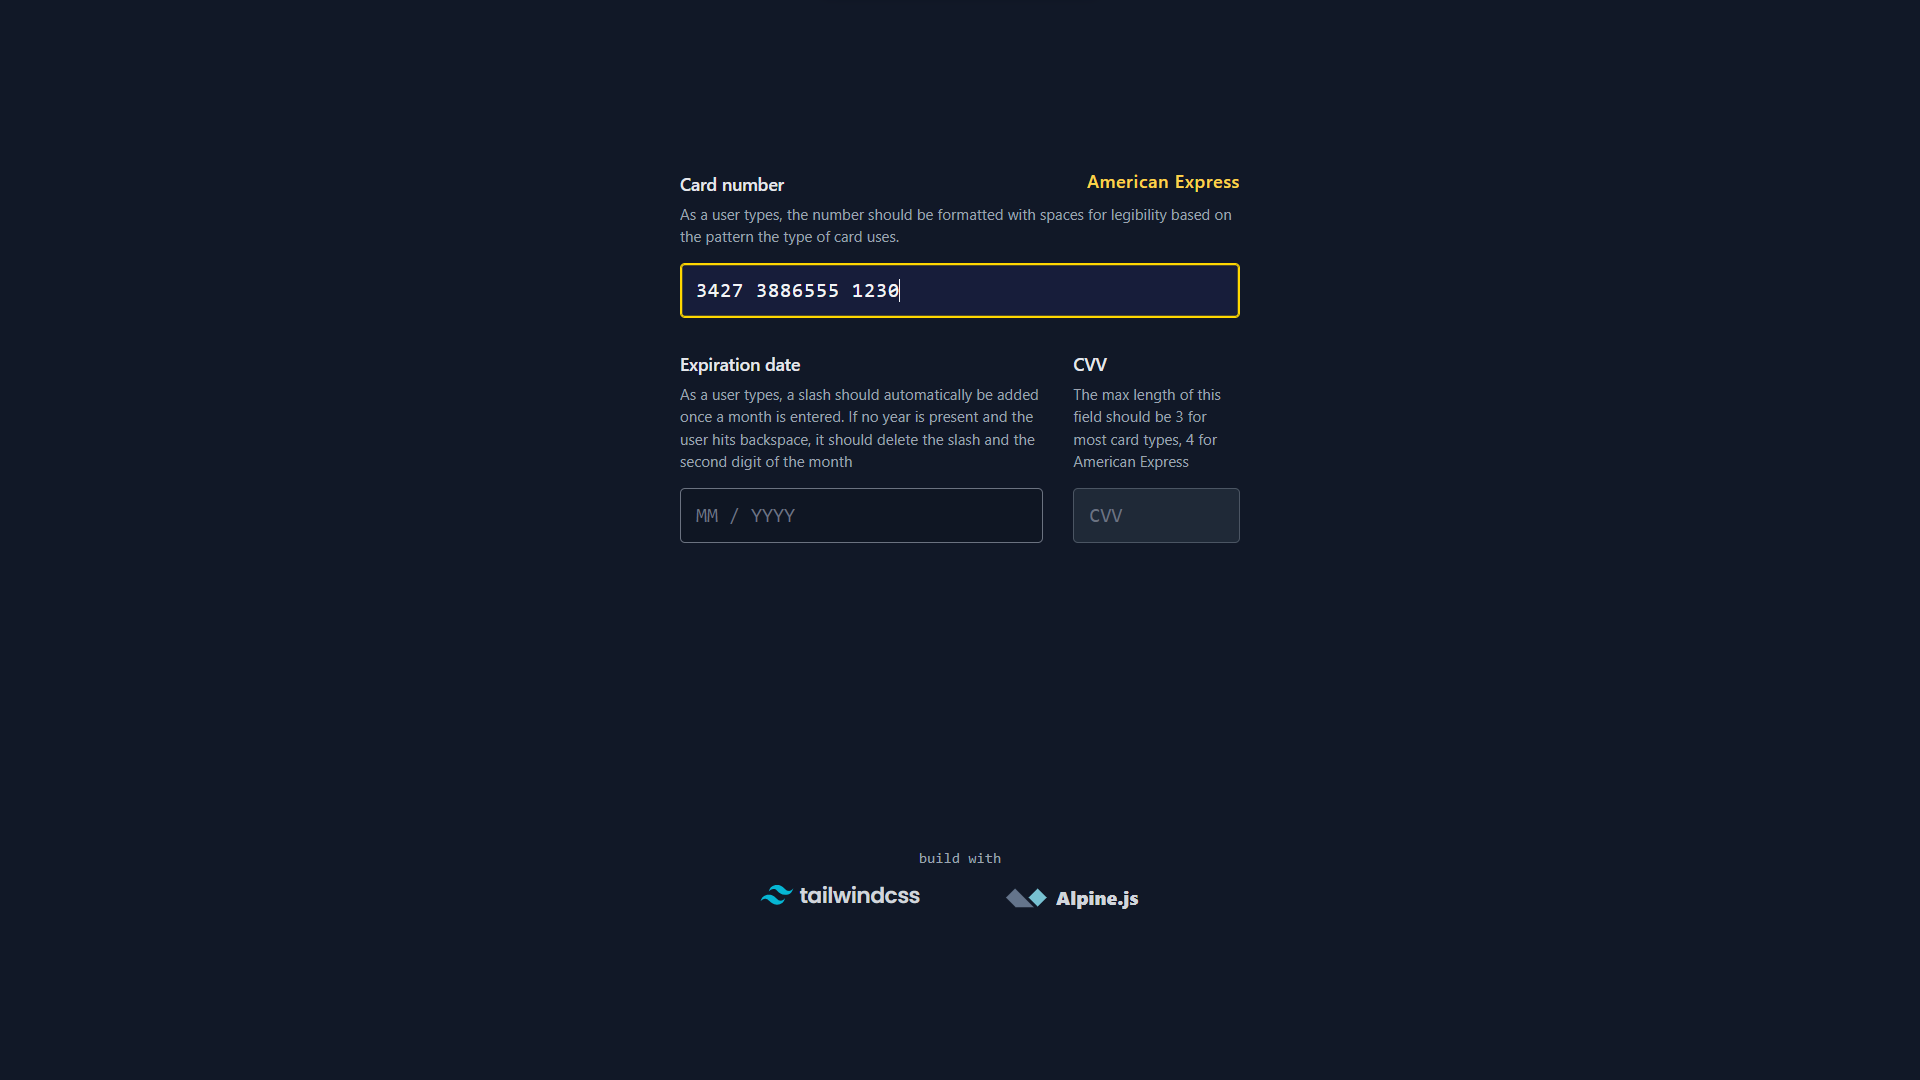 Card number
American Express
As a user types, the number should be formatted with spaces for legibility based on
the pattern the type of card uses.
3427 3886555 1230
Expiration date
As a user types, a slash should automatically be added
once a month is entered. If no year is present and the
user hits backspace, it should delete the slash and the
second digit of the month
MM / YYYY
CVV
The max length of this
field should be 3 for
most card types, 4 for
American Express
CVV
build with
tailwindcss
Alpine.js